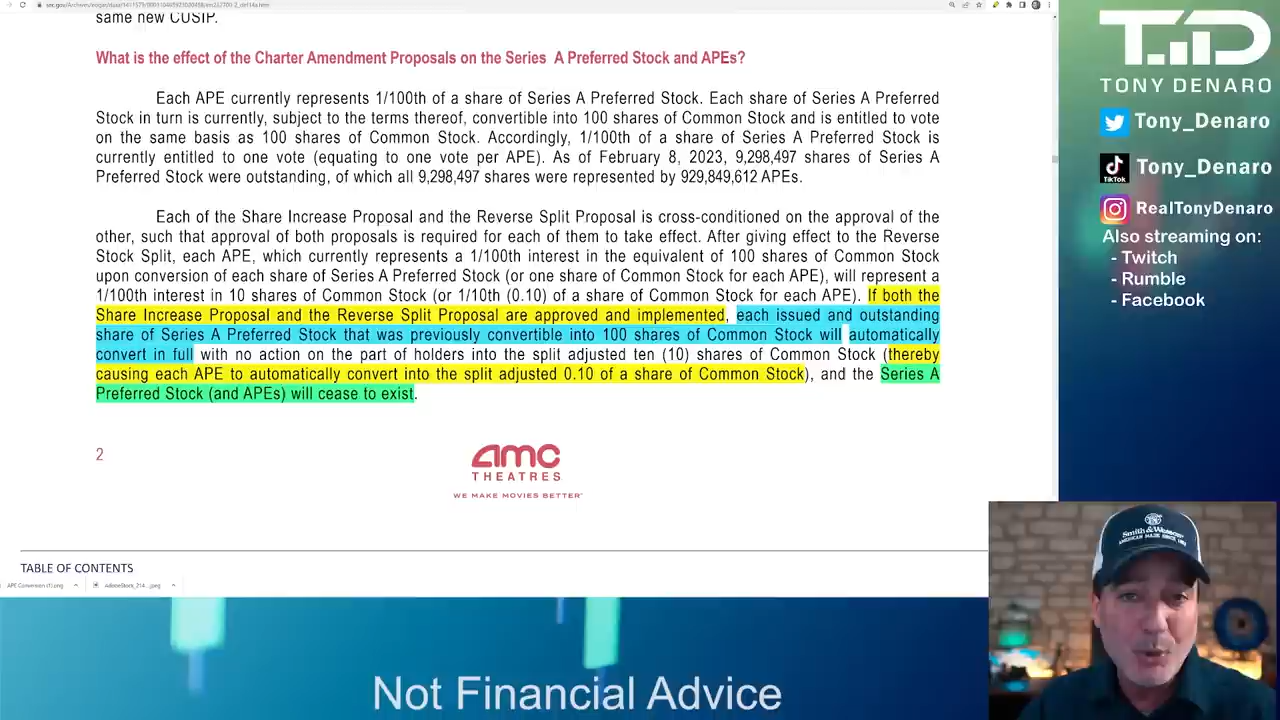 same new CUSIP.
What is the effect of the Charter Amendment Proposals on the Series A Preferred Stock and APEs?
Each APE currently represents 1/100th of a share of Series A Preferred Stock. Each share of Series A Preferred
Stock in turn is currently, subject to the terms thereof, convertible into 100 shares of Common Stock and is entitled to vote
on the same basis as 100 shares of Common Stock. Accordingly, 1/100th of a share of Series A Preferred Stock is
currently entitled to one vote (equating to one vote per APE). As of February 8, 2023, 9,298,497 shares of Series A
Preferred Stock were outstanding, of which all 9,298,497 shares were represented by 929,849,612 APEs.
Each of the Share Increase Proposal and the Reverse Split Proposal is cross-conditioned on the approval of the
other, such that approval of both proposals is required for each of them to take effect. After giving effect to the Reverse
Stock Split, each APE, which currently represents a 1/100th interest in the equivalent of 100 shares of Common Stock
upon conversion of each share of Series A Preferred Stock (or one share of Common Stock for each APE), will represent a
1/100th interest in 10 shares of Common Stock (or 1/10th (0.10) of a share of Common Stock for each APE). If both the
Share Increase Proposal and the Reverse Split Proposal are approved and implemented, each issued and outstanding
share of Series A Preferred Stock that was previously convertible into 100 shares of Common Stock will automatically
convert in full with no action on the part of holders into the split adjusted ten (10) shares of Common Stock (thereby
causing each APE to automatically convert into the split adjusted 0.10 of a share of Common Stock), and the Series A
Preferred Stock (and APEs) will cease to exist.
2
amc
THEATRES
WE MAKE MOVIES BETTER
TABLE OF CONTENTS
APE Conversion (1).png
Not Financial Advice
TD
TONY DENARO
Tony_Denaro
TikTok
Tony_Denaro
RealTonyDenaro
Also streaming on:
- Twitch
- Rumble
- Facebook
Smith & Wesson